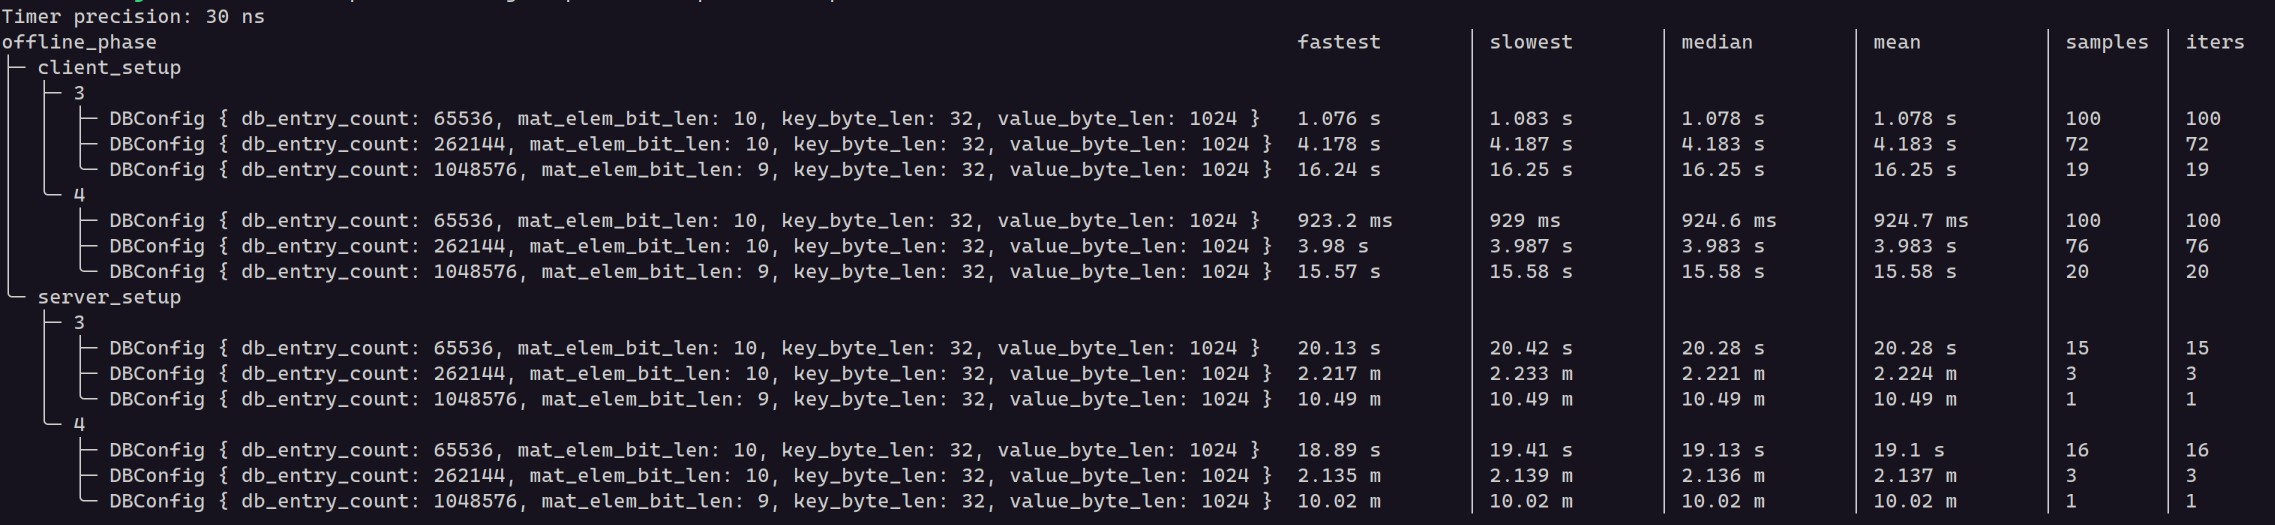 Timer precision: 30 ns
offline_phase fastest │ slowest │ median │ mean │ samples │ iters
├─ client_setup │ │ │ │ │
│ ├─ 3 │ │ │ │ │
│ │ ├─ DBConfig { db_entry_count: 65536, mat_elem_bit_len: 10, key_byte_len: 32, value_byte_len: 1024 } 1.076 s │ 1.083 s │ 1.078 s │ 1.078 s │ 100 │ 100
│ │ ├─ DBConfig { db_entry_count: 262144, mat_elem_bit_len: 10, key_byte_len: 32, value_byte_len: 1024 } 4.178 s │ 4.187 s │ 4.183 s │ 4.183 s │ 72 │ 72
│ │ ╰─ DBConfig { db_entry_count: 1048576, mat_elem_bit_len: 9, key_byte_len: 32, value_byte_len: 1024 } 16.24 s │ 16.25 s │ 16.25 s │ 16.25 s │ 19 │ 19
│ ╰─ 4 │ │ │ │ │
│ ├─ DBConfig { db_entry_count: 65536, mat_elem_bit_len: 10, key_byte_len: 32, value_byte_len: 1024 } 923.2 ms │ 929 ms │ 924.6 ms │ 924.7 ms │ 100 │ 100
│ ├─ DBConfig { db_entry_count: 262144, mat_elem_bit_len: 10, key_byte_len: 32, value_byte_len: 1024 } 3.98 s │ 3.987 s │ 3.983 s │ 3.983 s │ 76 │ 76
│ ╰─ DBConfig { db_entry_count: 1048576, mat_elem_bit_len: 9, key_byte_len: 32, value_byte_len: 1024 } 15.57 s │ 15.58 s │ 15.58 s │ 15.58 s │ 20 │ 20
╰─ server_setup │ │ │ │ │
├─ 3 │ │ │ │ │
│ ├─ DBConfig { db_entry_count: 65536, mat_elem_bit_len: 10, key_byte_len: 32, value_byte_len: 1024 } 20.13 s │ 20.42 s │ 20.28 s │ 20.28 s │ 15 │ 15
│ ├─ DBConfig { db_entry_count: 262144, mat_elem_bit_len: 10, key_byte_len: 32, value_byte_len: 1024 } 2.217 m │ 2.233 m │ 2.221 m │ 2.224 m │ 3 │ 3
│ ╰─ DBConfig { db_entry_count: 1048576, mat_elem_bit_len: 9, key_byte_len: 32, value_byte_len: 1024 } 10.49 m │ 10.49 m │ 10.49 m │ 10.49 m │ 1 │ 1
╰─ 4 │ │ │ │ │
├─ DBConfig { db_entry_count: 65536, mat_elem_bit_len: 10, key_byte_len: 32, value_byte_len: 1024 } 18.89 s │ 19.41 s │ 19.13 s │ 19.1 s │ 16 │ 16
├─ DBConfig { db_entry_count: 262144, mat_elem_bit_len: 10, key_byte_len: 32, value_byte_len: 1024 } 2.135 m │ 2.139 m │ 2.136 m │ 2.137 m │ 3 │ 3
╰─ DBConfig { db_entry_count: 1048576, mat_elem_bit_len: 9, key_byte_len: 32, value_byte_len: 1024 } 10.02 m │ 10.02 m │ 10.02 m │ 10.02 m │ 1 │ 1